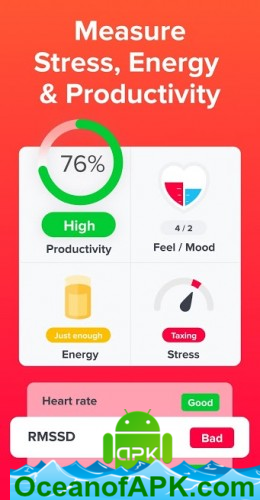 Measure
Stress, Energy
& Productivity
76%
High
Productivity
4 / 2
Feel / Mood
Just enough
Energy
Taxing
Stress
Heart rate
Good
RMSSD
Bad
apk
OceanofAPK.com